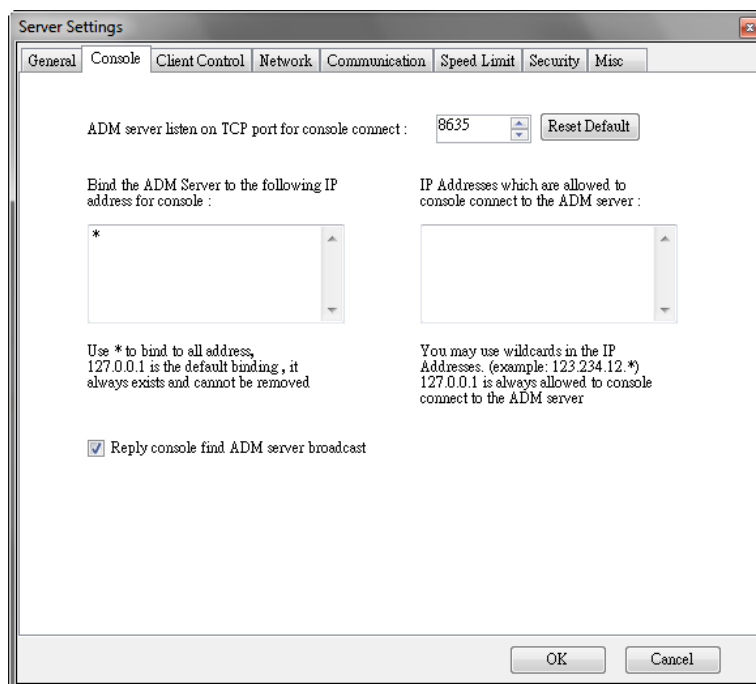 Server Settings
General Console Client Control Network Communication Speed Limit Security Misc
ADM server listen on TCP port for console connect : 8635 Reset Default
Bind the ADM Server to the following IP
address for console :
*
Use * to bind to all address,
127.0.0.1 is the default binding , it
always exists and cannot be removed
IP Addresses which are allowed to
console connect to the ADM server :
You may use wildcards in the IP
Addresses. (example: 123.234.12.*)
127.0.0.1 is always allowed to console
connect to the ADM server
Reply console find ADM server broadcast
OK Cancel